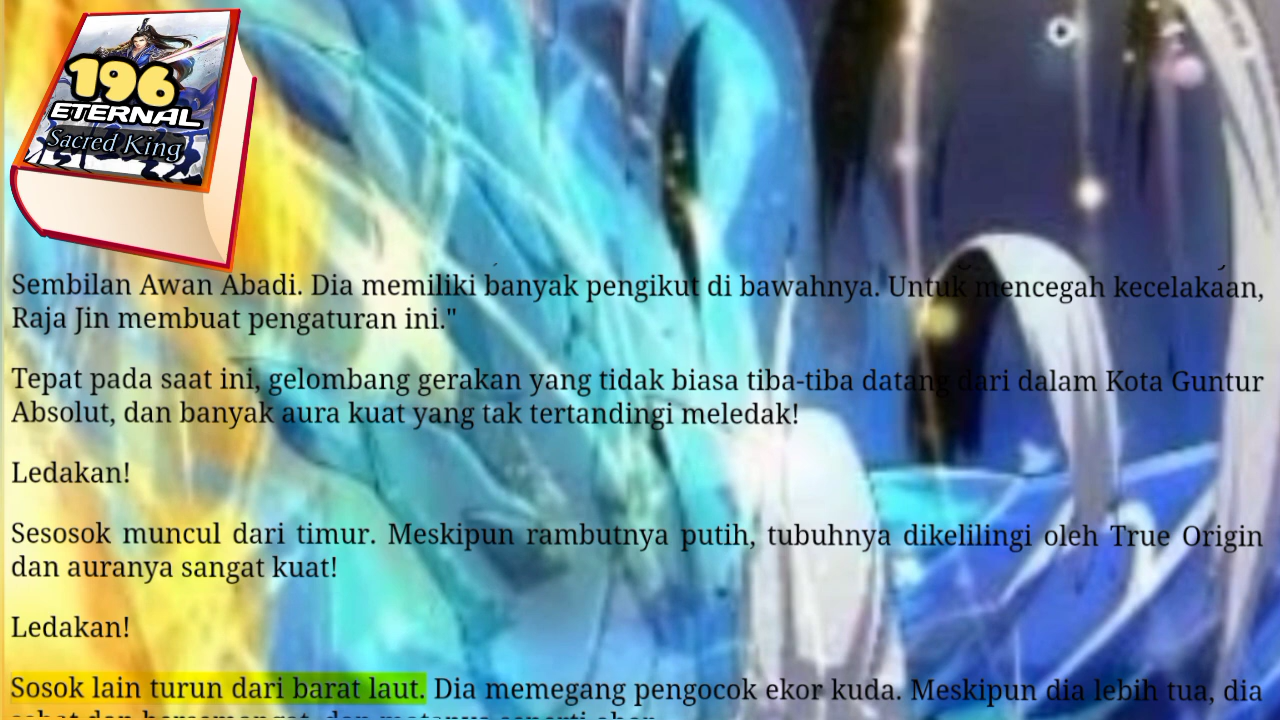 196
ETERNAL
Sacred King
Sembilan Awan Abadi. Dia memiliki banyak pengikut di bawahnya. Untuk mencegah kecelakaan,
Raja Jin membuat pengaturan ini."
Tepat pada saat ini, gelombang gerakan yang tidak biasa tiba-tiba datang dari dalam Kota Guntur
Absolut, dan banyak aura kuat yang tak tertandingi meledak!
Ledakan!
Sesosok muncul dari timur. Meskipun rambutnya putih, tubuhnya dikelilingi oleh True Origin
dan auranya sangat kuat!
Ledakan!
Sosok lain turun dari barat laut. Dia memegang pengocok ekor kuda. Meskipun dia lebih tua, dia